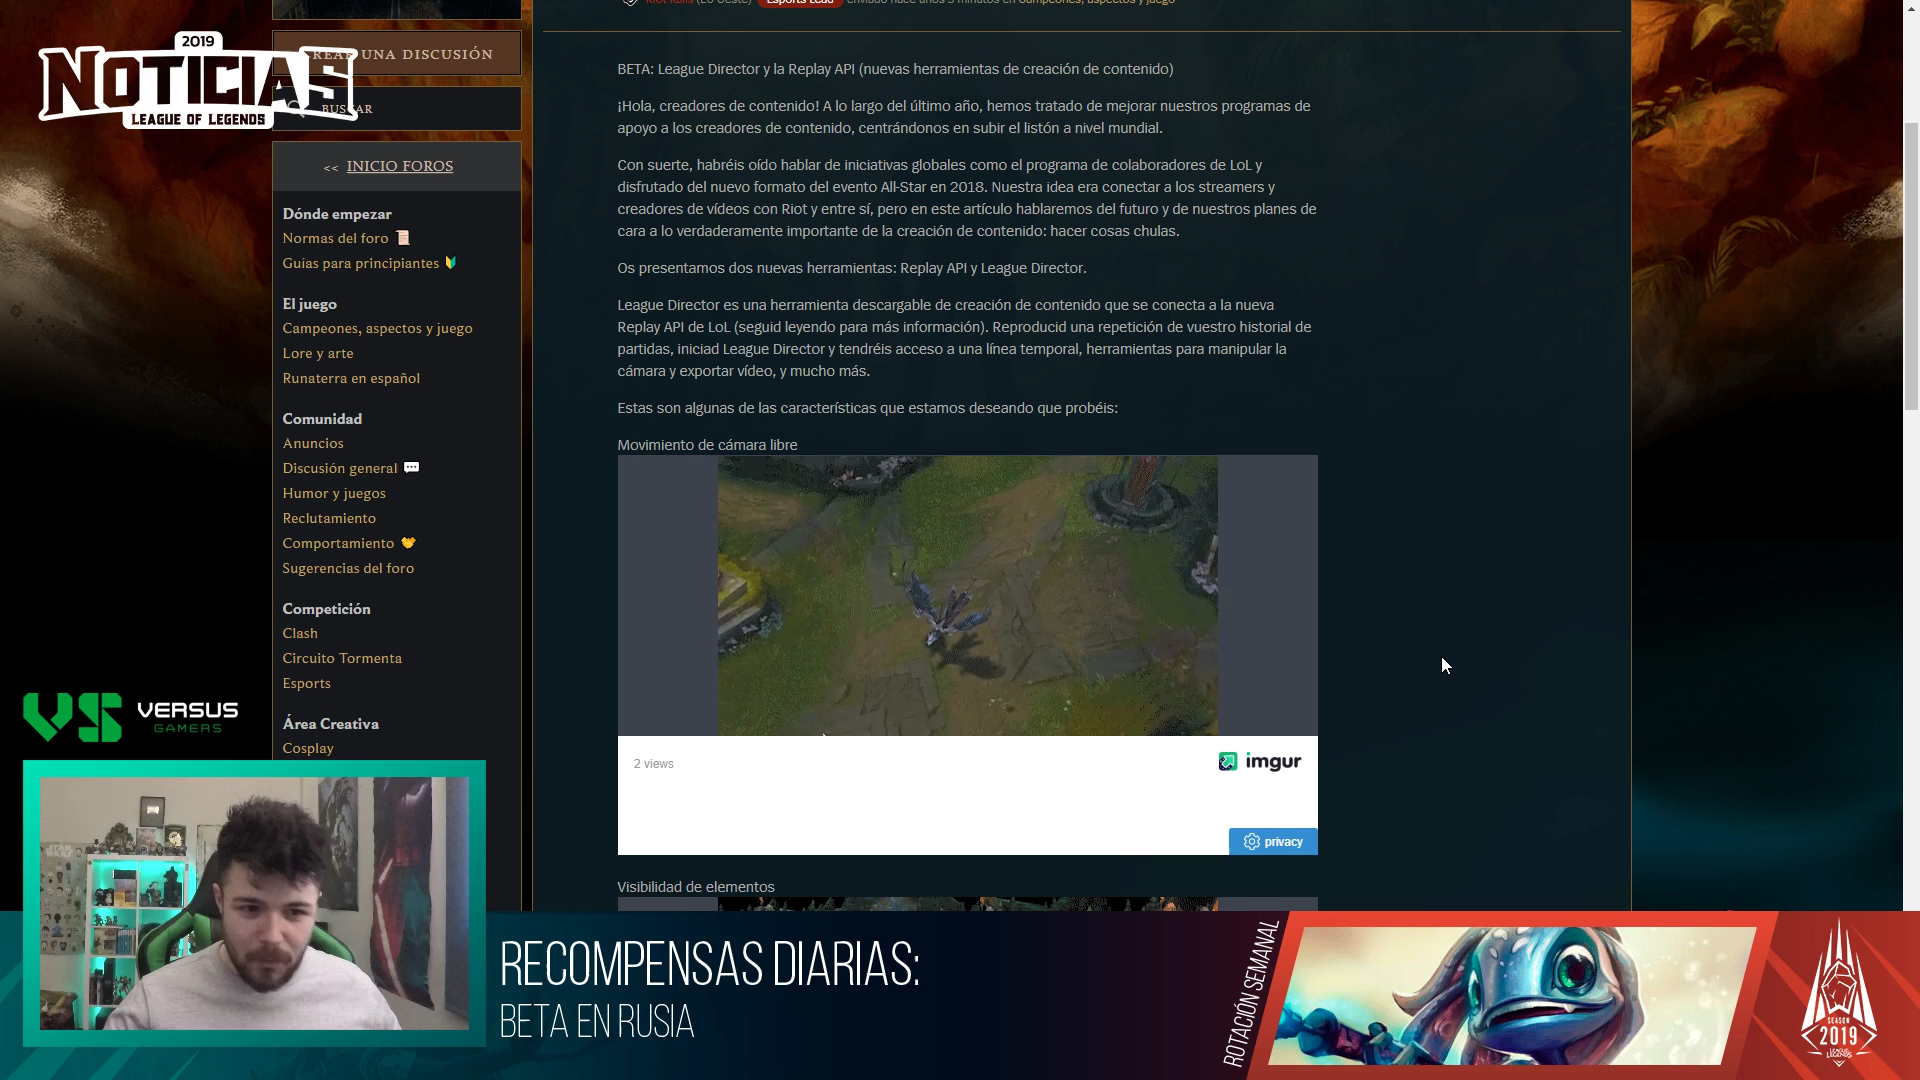 2019
NOTICIAS
LEAGUE OF LEGENDS
UNA DISCUSIÓN
<< INICIO FOROS
Dónde empezar
Normas del foro
Guías para principiantes
El juego
Campeones, aspectos y juego
Lore y arte
Runaterra en español
Comunidad
Anuncios
Discusión general
Humor y juegos
Reclutamiento
Comportamiento
Sugerencias del foro
Competición
Clash
Circuito Tormenta
Esports
Área Creativa
Cosplay
BETA: League Director y la Replay API (nuevas herramientas de creación de contenido)
¡Hola, creadores de contenido! A lo largo del último año, hemos tratado de mejorar nuestros programas de
apoyo a los creadores de contenido, centrándonos en subir el listón a nivel mundial.
Con suerte, habréis oído hablar de iniciativas globales como el programa de colaboradores de LoL y
disfrutado del nuevo formato del evento All-Star en 2018. Nuestra idea era conectar a los streamers y
creadores de vídeos con Riot y entre sí, pero en este artículo hablaremos del futuro y de nuestros planes de
cara a lo verdaderamente importante de la creación de contenido: hacer cosas chulas.
Os presentamos dos nuevas herramientas: Replay API y League Director.
League Director es una herramienta descargable de creación de contenido que se conecta a la nueva
Replay API de LoL (seguid leyendo para más información). Reproducid una repetición de vuestro historial de
partidas, iniciad League Director y tendréis acceso a una línea temporal, herramientas para manipular la
cámara y exportar vídeo, y mucho más.
Estas son algunas de las características que estamos deseando que probéis:
Movimiento de cámara libre
2 views
imgur
privacy
Visibilidad de elementos
VS VERSUS
GAMERS
RECOMPENSAS DIARIAS:
BETA EN RUSIA
ROTACIÓN SEMANAL
SEASON
2019
LEAGUE LEGENDS